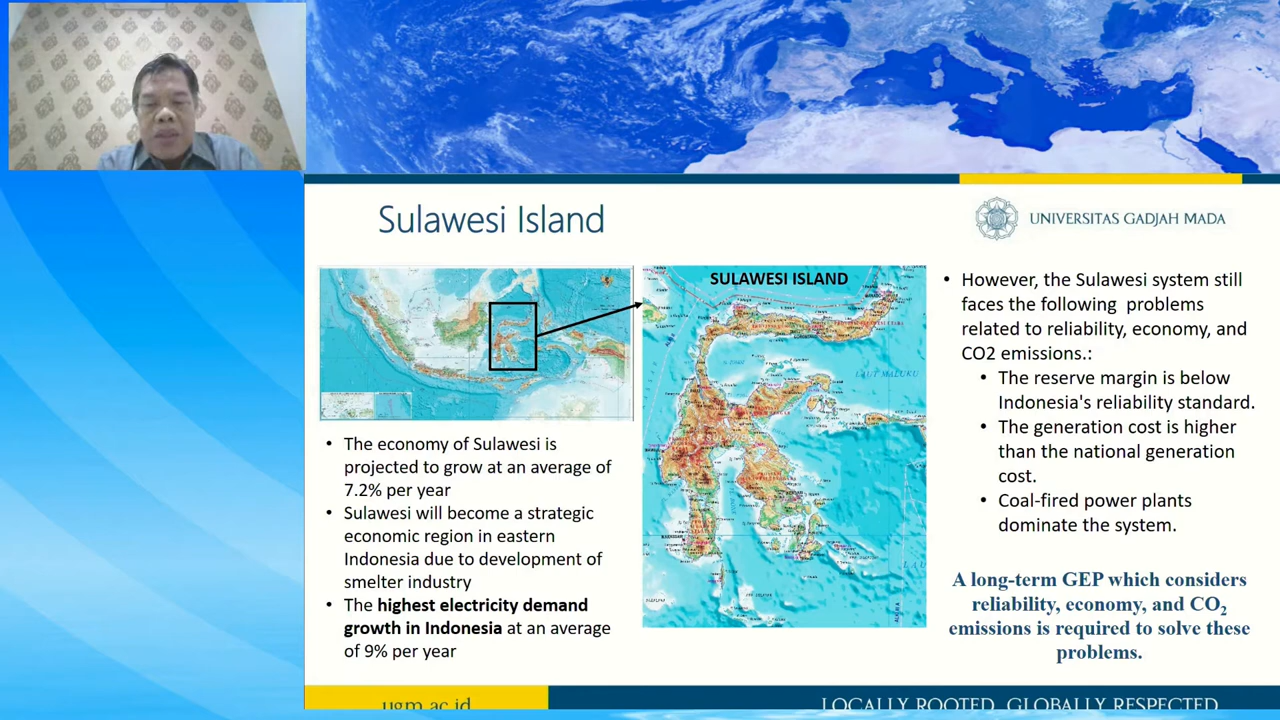 Sulawesi Island
UNIVERSITAS GADJAH MADA
SULAWESI ISLAND
LAUT MALUKU
• The economy of Sulawesi is
projected to grow at an average of
7.2% per year
• Sulawesi will become a strategic
economic region in eastern
Indonesia due to development of
smelter industry
• The highest electricity demand
growth in Indonesia at an average
of 9% per year
• However, the Sulawesi system still
faces the following problems
related to reliability, economy, and
CO2 emissions.:
• The reserve margin is below
Indonesia's reliability standard.
• The generation cost is higher
than the national generation
cost.
• Coal-fired power plants
dominate the system.
A long-term GEP which considers
reliability, economy, and CO₂
emissions is required to solve these
problems.
ugm.ac.id
LOCALLY ROOTED, GLOBALLY RESPECTED